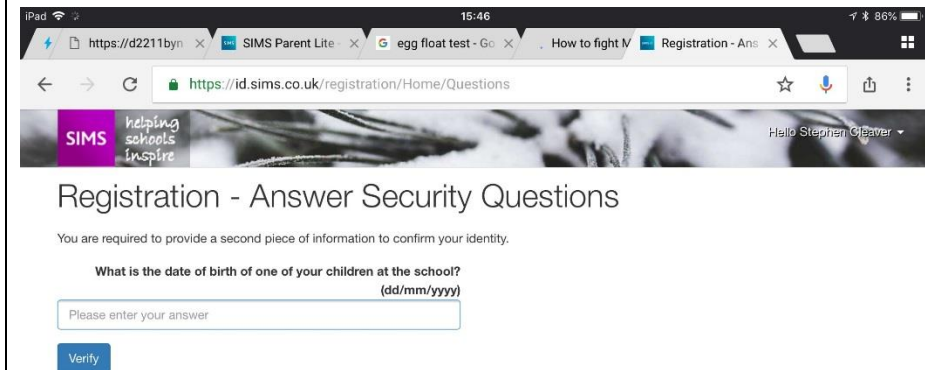 iPad 15:46 86%
https://d2211byn SIMS Parent Lite - egg float test - Go How to fight M Registration - Ans
https://id.sims.co.uk/registration/Home/Questions
SIMS helping schools inspire
Hello Stephen Cleaver
Registration - Answer Security Questions
You are required to provide a second piece of information to confirm your identity.
What is the date of birth of one of your children at the school?
(dd/mm/yyyy)
Please enter your answer
Verify